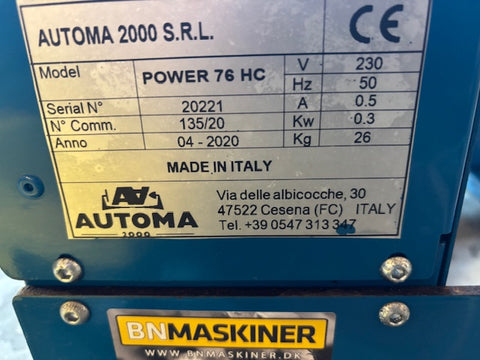 AUTOMA 2000 S.R.L.
CE
Model POWER 76 HC V 230
Hz 50
Serial N° 20221 A 0.5
N° Comm. 135/20 Kw 0.3
Anno 04 - 2020 Kg 26
MADE IN ITALY
AUTOMA
Via delle albicocche, 30
47522 Cesena (FC) ITALY
Tel. +39 0547 313 347
BNMASKINER
WWW.BNMASKINER.DK